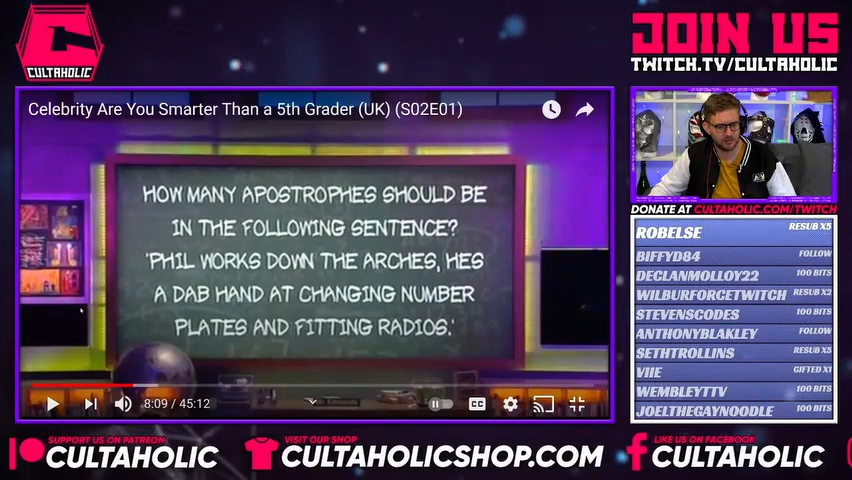 CULTAHOLIC
JOIN US
TWITCH.TV/CULTAHOLIC
Celebrity Are You Smarter Than a 5th Grader (UK) (S02E01)
HOW MANY APOSTROPHES SHOULD BE
IN THE FOLLOWING SENTENCE?
'PHIL WORKS DOWN THE ARCHES, HES
A DAB HAND AT CHANGING NUMBER
PLATES AND FITTING RADIOS.'
8:09 / 45:12
CC
DONATE AT CULTAHOLIC.COM/TWITCH
ROBELSE RESUB X5
BIFFYD84 FOLLOW
DECLANMOLLOY22 100 BITS
WILBURFORCETWITCH RESUB X2
STEVENSCODES 100 BITS
ANTHONYBLAKLEY FOLLOW
SETHTROLLINS RESUB X5
VIIE GIFTED X1
WEMBLEYTTV 100 BITS
JOELTHEGAYNOODLE 100 BITS
SUPPORT US ON PATREON
CULTAHOLIC
VISIT OUR SHOP
CULTAHOLICSHOP.COM
LIKE US ON FACEBOOK
CULTAHOLIC